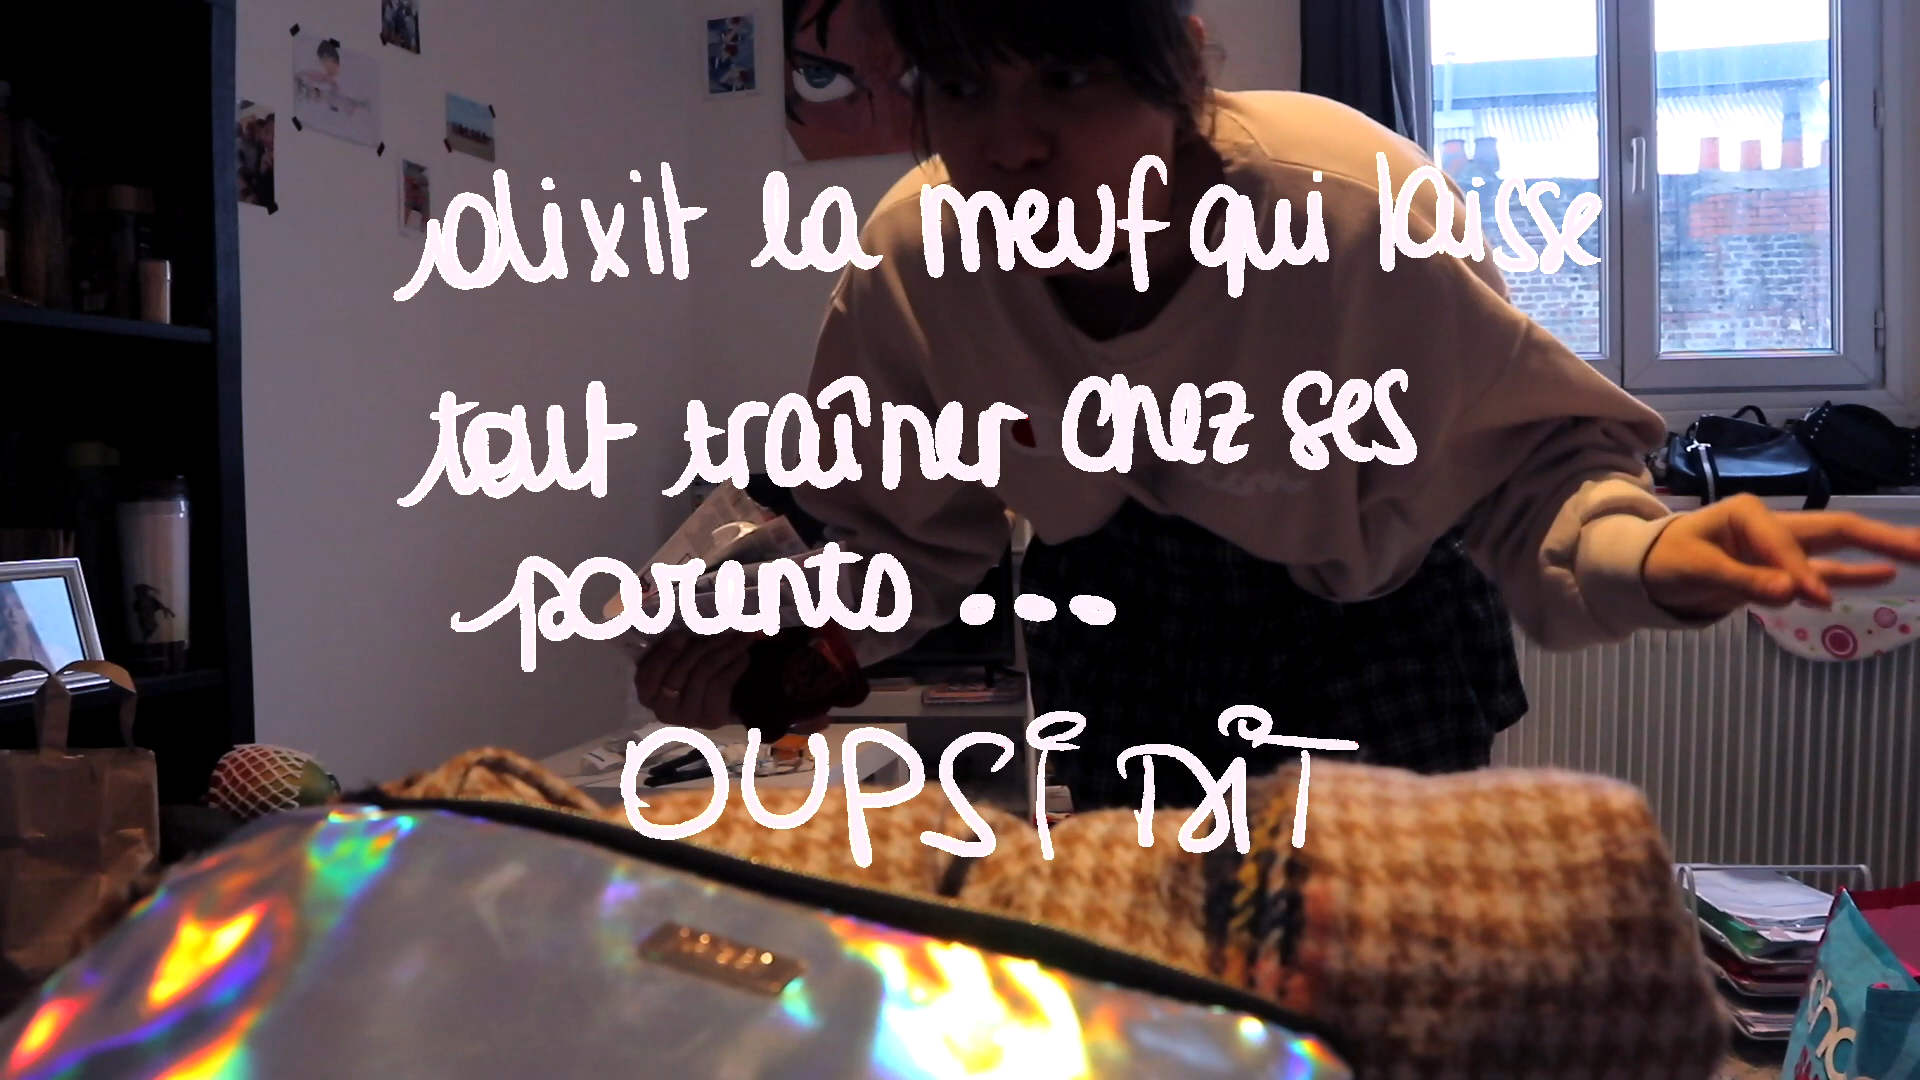 dixit la meuf qui laisse
tout traîner chez ses
parents...
OUPSI DIT